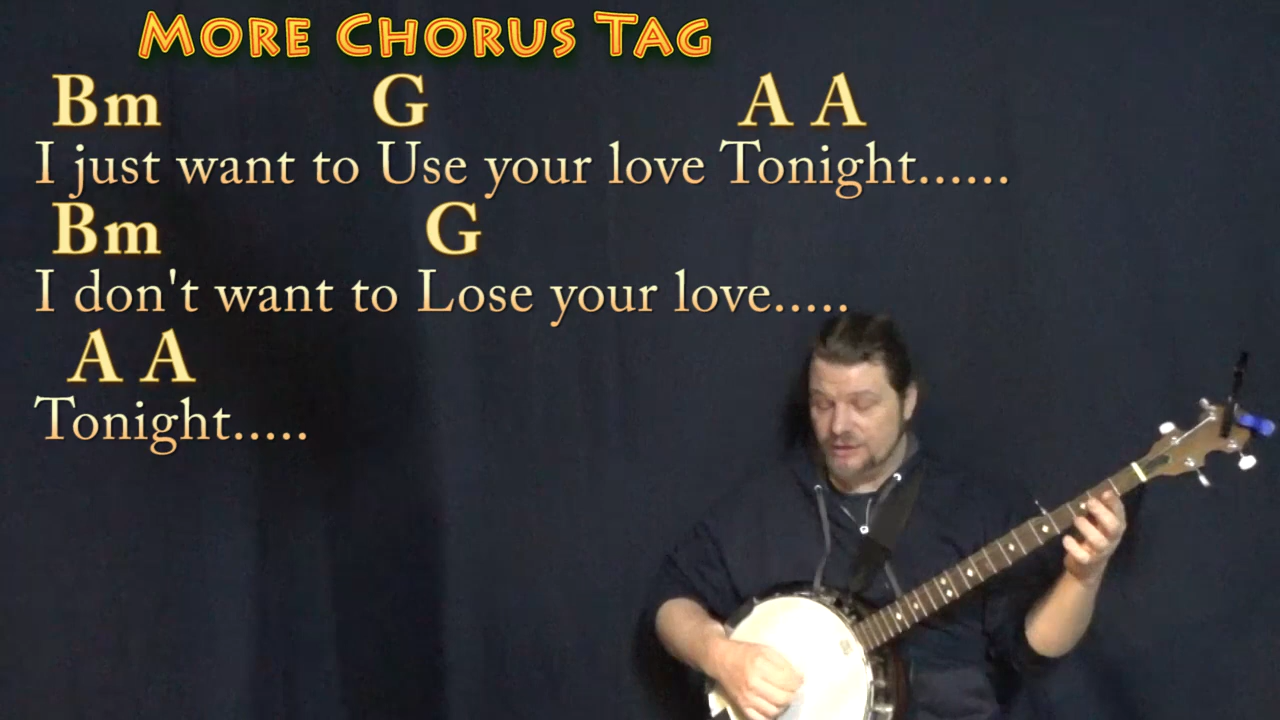 More Chorus Tag
Bm G A A
I just want to Use your love Tonight......
Bm G
I don't want to Lose your love.....
A A
Tonight.....